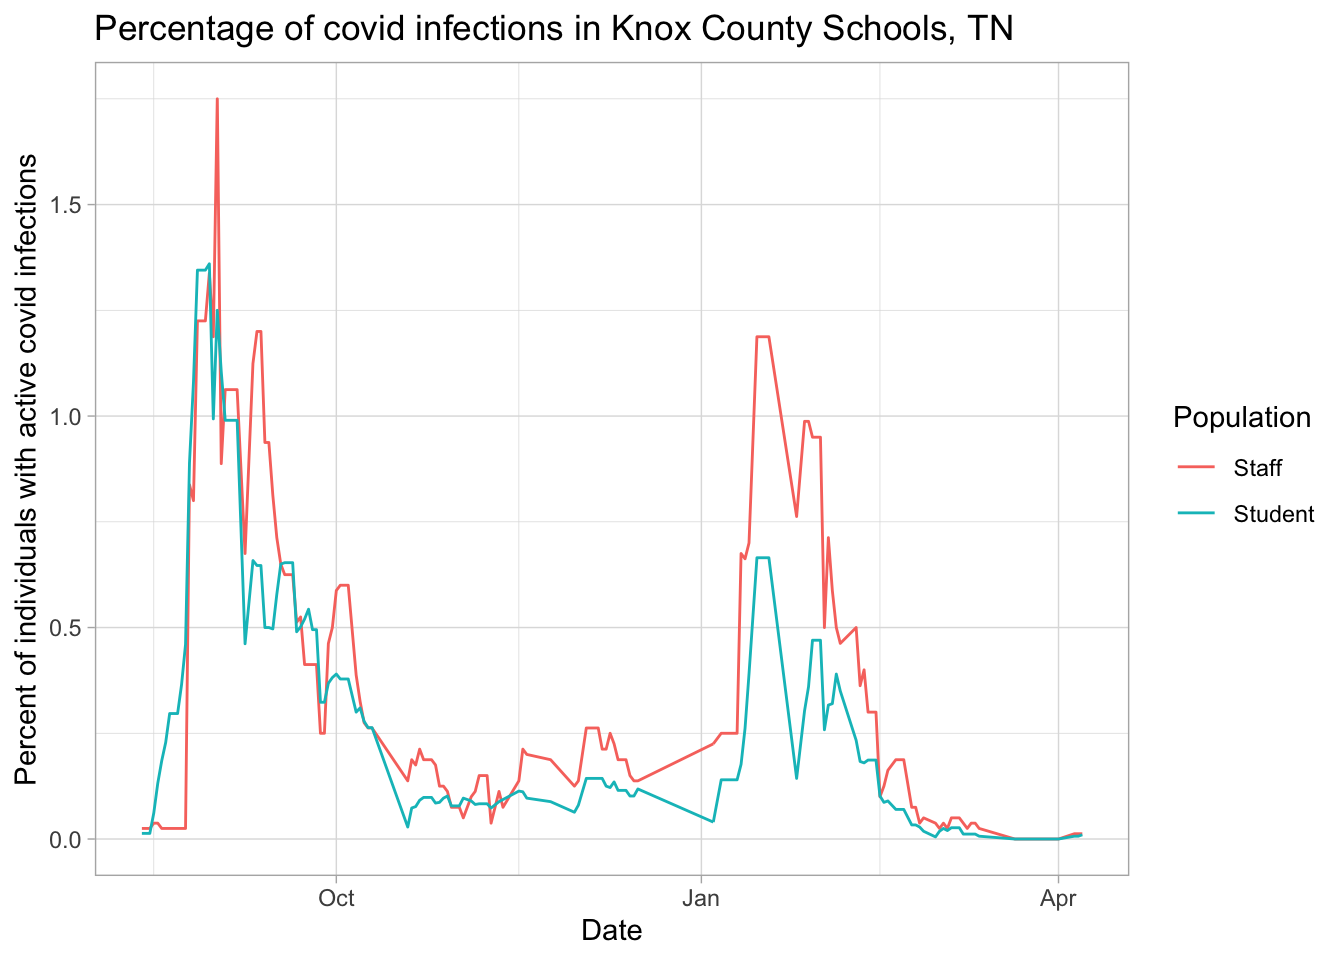 Percentage of covid infections in Knox County Schools, TN
Percent of individuals with active covid infections
1.5
1.0
0.5
0.0
Oct
Jan
Apr
Date
Population
Staff
Student